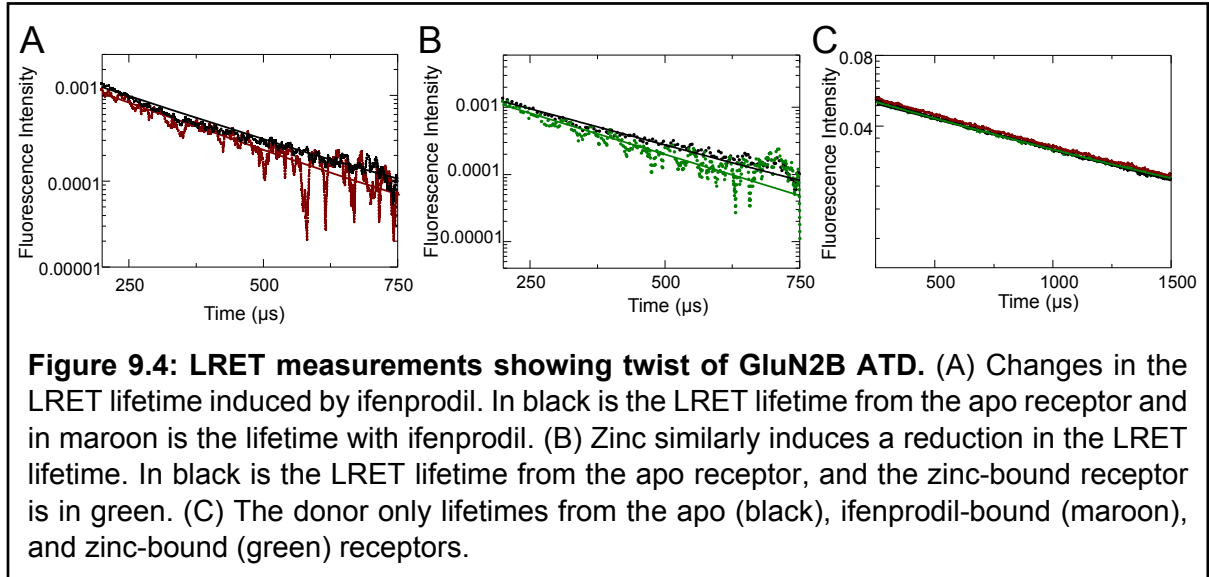 A
Fluorescence Intensity
0.001
0.0001
0.00001
250
500
750
Time (µs)
B
Fluorescence Intensity
0.001
0.0001
0.00001
250
500
750
Time (µs)
C
Fluorescence Intensity
0.08
0.04
500
1000
1500
Time (µs)
Figure 9.4: LRET measurements showing twist of GluN2B ATD. (A) Changes in the
LRET lifetime induced by ifenprodil. In black is the LRET lifetime from the apo receptor and
in maroon is the lifetime with ifenprodil. (B) Zinc similarly induces a reduction in the LRET
lifetime. In black is the LRET lifetime from the apo receptor, and the zinc-bound receptor
is in green. (C) The donor only lifetimes from the apo (black), ifenprodil-bound (maroon),
and zinc-bound (green) receptors.